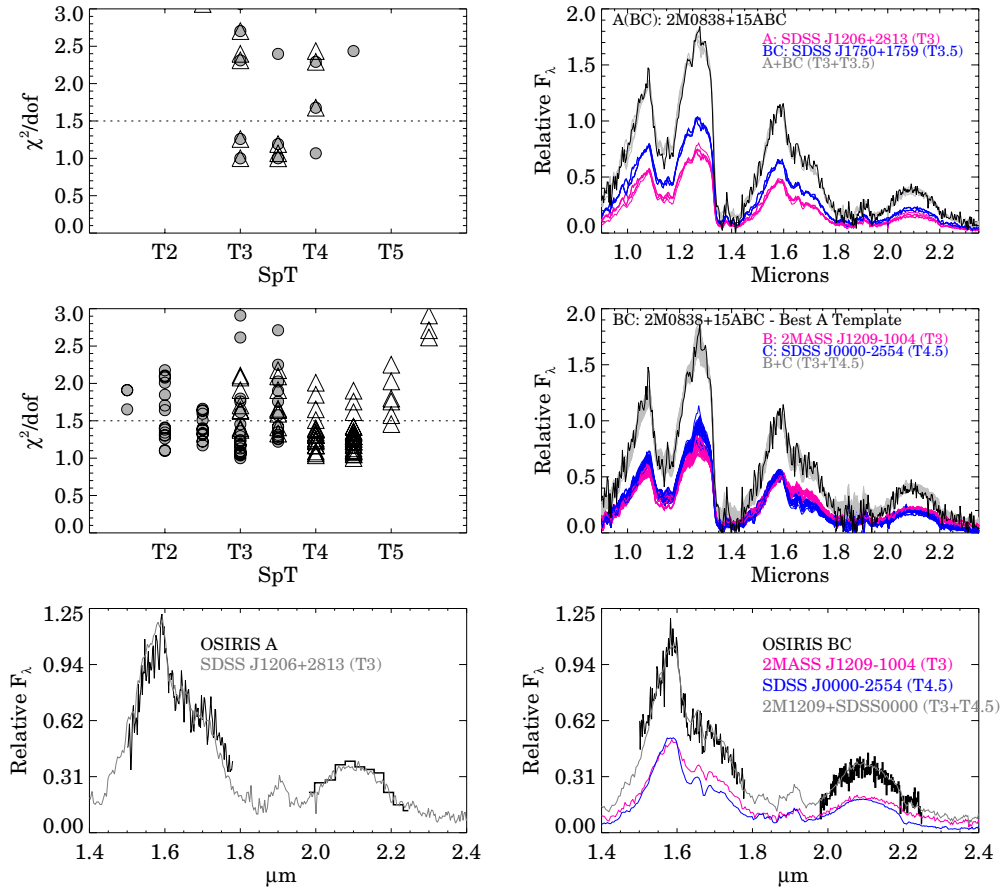 χ²/dof
3.0
2.5
2.0
1.5
1.0
0.5
0.0
T2 T3 T4 T5
SpT
A(BC): 2M0838+15ABC
A: SDSS J1206+2813 (T3)
BC: SDSS J1750+1759 (T3.5)
A+BC (T3+T3.5)
Relative Fλ
2.0
1.5
1.0
0.5
0.0
1.0 1.2 1.4 1.6 1.8 2.0 2.2
Microns
χ²/dof
3.0
2.5
2.0
1.5
1.0
0.5
0.0
T2 T3 T4 T5
SpT
BC: 2M0838+15ABC - Best A Template
B: 2MASS J1209-1004 (T3)
C: SDSS J0000-2554 (T4.5)
B+C (T3+T4.5)
Relative Fλ
2.0
1.5
1.0
0.5
0.0
1.0 1.2 1.4 1.6 1.8 2.0 2.2
Microns
OSIRIS A
SDSS J1206+2813 (T3)
Relative Fλ
1.25
0.94
0.62
0.31
0.00
1.4 1.6 1.8 2.0 2.2 2.4
μm
OSIRIS BC
2MASS J1209-1004 (T3)
SDSS J0000-2554 (T4.5)
2M1209+SDSS0000 (T3+T4.5)
Relative Fλ
1.25
0.94
0.62
0.31
0.00
1.4 1.6 1.8 2.0 2.2 2.4
μm